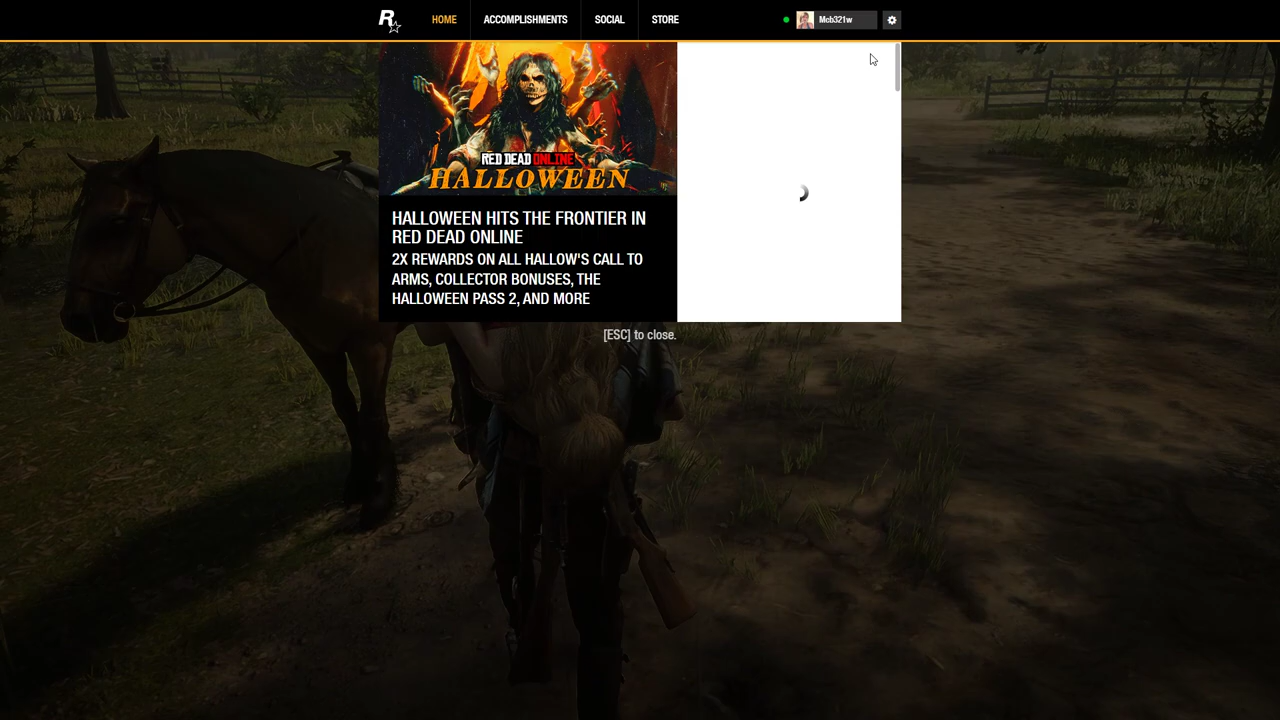 R
HOME
ACCOMPLISHMENTS
SOCIAL
STORE
Mcb321w
RED DEAD ONLINE
HALLOWEEN
HALLOWEEN HITS THE FRONTIER IN
RED DEAD ONLINE
2X REWARDS ON ALL HALLOW'S CALL TO
ARMS, COLLECTOR BONUSES, THE
HALLOWEEN PASS 2, AND MORE
[ESC] to close.